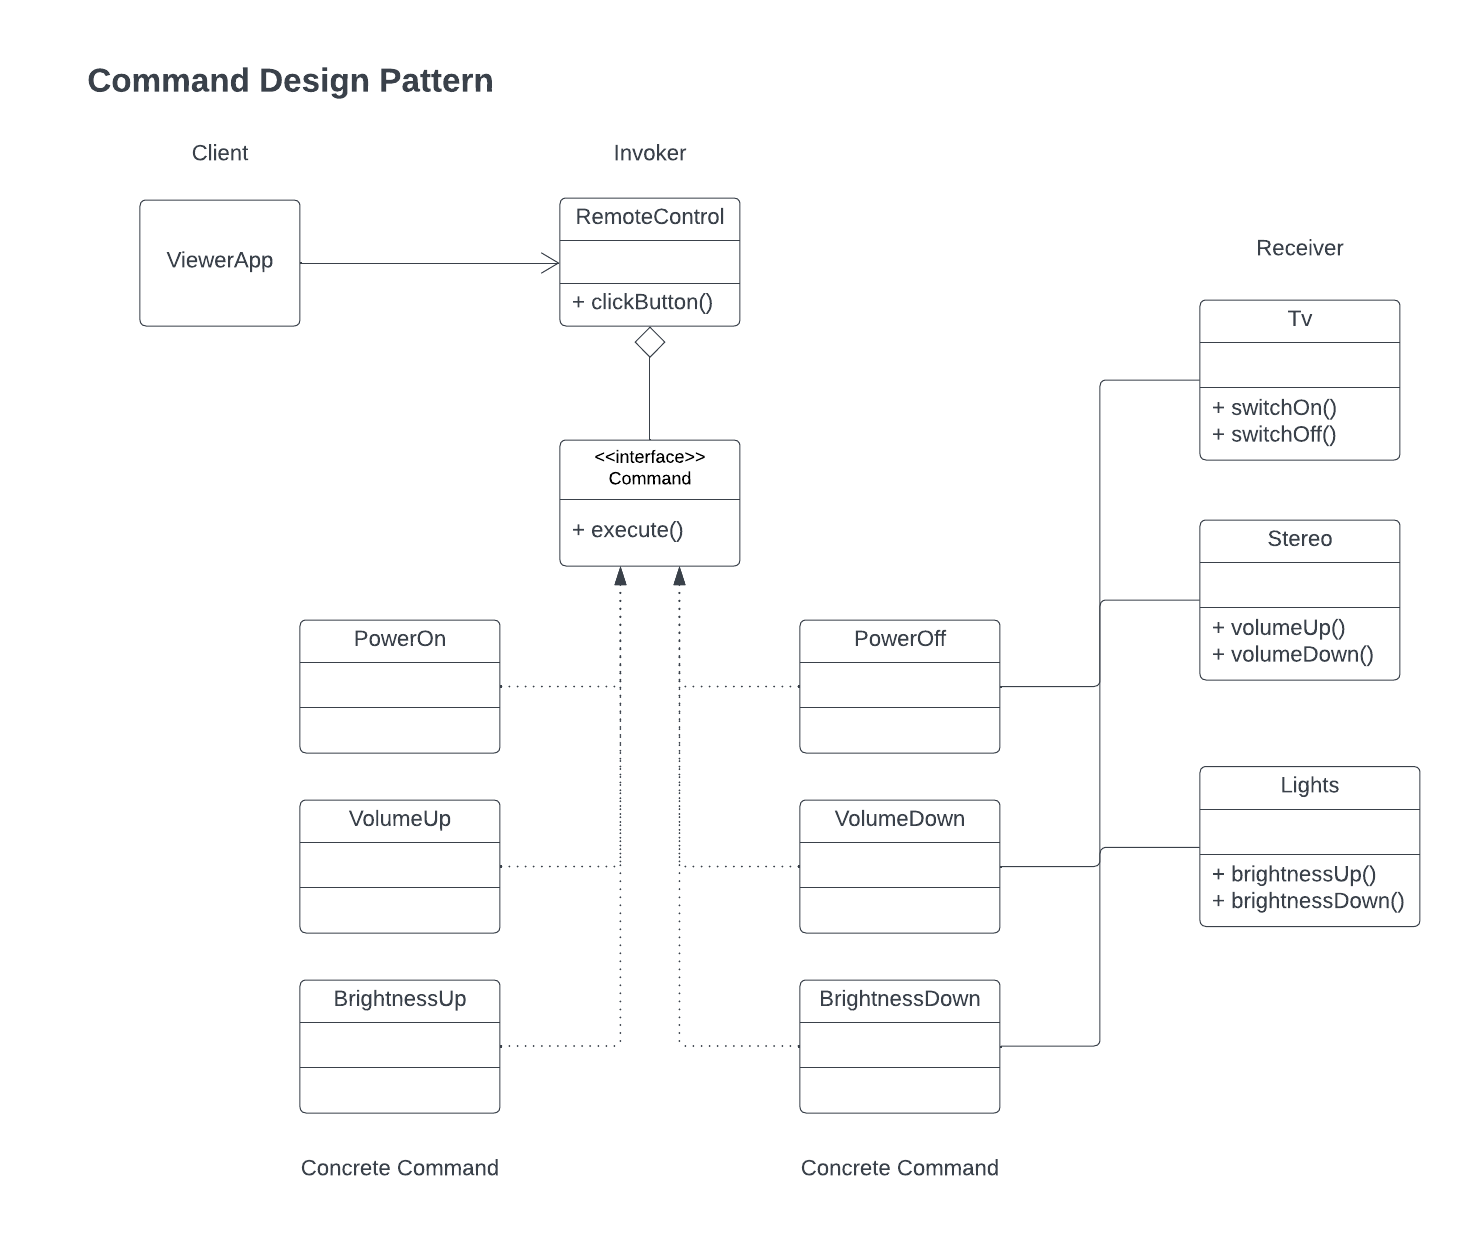 Command Design Pattern
Client
Invoker
ViewerApp
RemoteControl
+ clickButton()
Receiver
Tv
+ switchOn()
+ switchOff()
<<interface>>
Command
+ execute()
Stereo
+ volumeUp()
+ volumeDown()
PowerOn
PowerOff
Lights
+ brightnessUp()
+ brightnessDown()
VolumeUp
VolumeDown
BrightnessUp
BrightnessDown
Concrete Command
Concrete Command